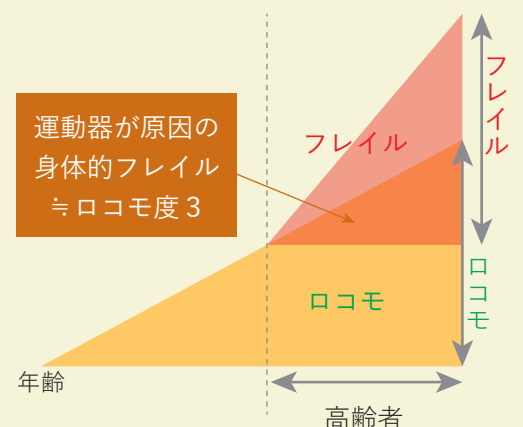 運動器が原因の
身体的フレイル
≒ロコモ度3
フレイル
フレイル
ロコモ
ロコモ
年齢
高齢者